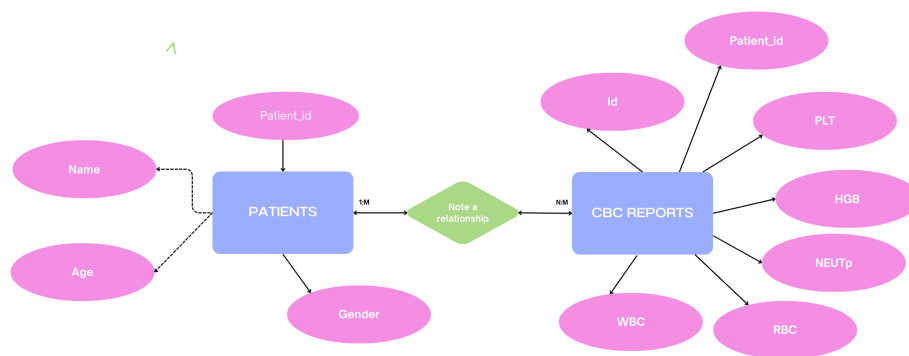 Patient_id
Id
Patient_id
PLT
Name
HGB
PATIENTS
1:M
Note a
relationship
N:M
CBC REPORTS
Age
NEUTp
Gender
WBC
RBC